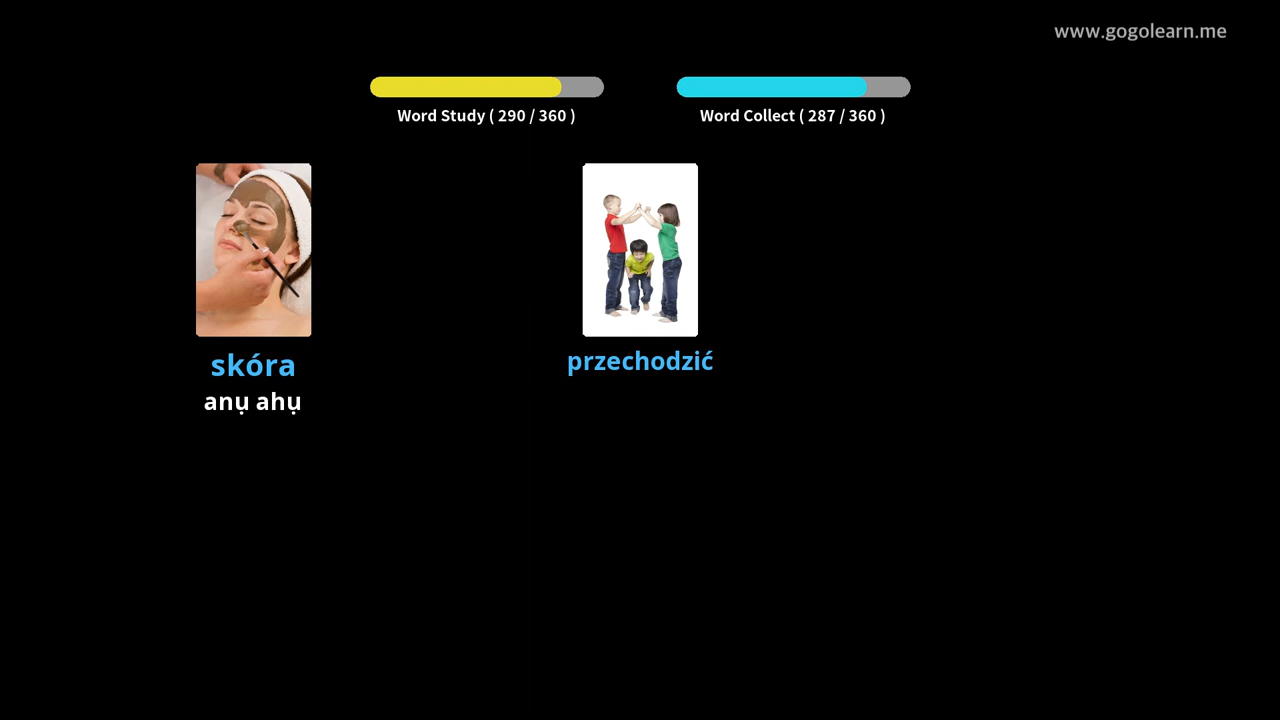 www.gogolearn.me
Word Study ( 290 / 360 )
Word Collect ( 287 / 360 )
skóra
anụ ahụ
przechodzić